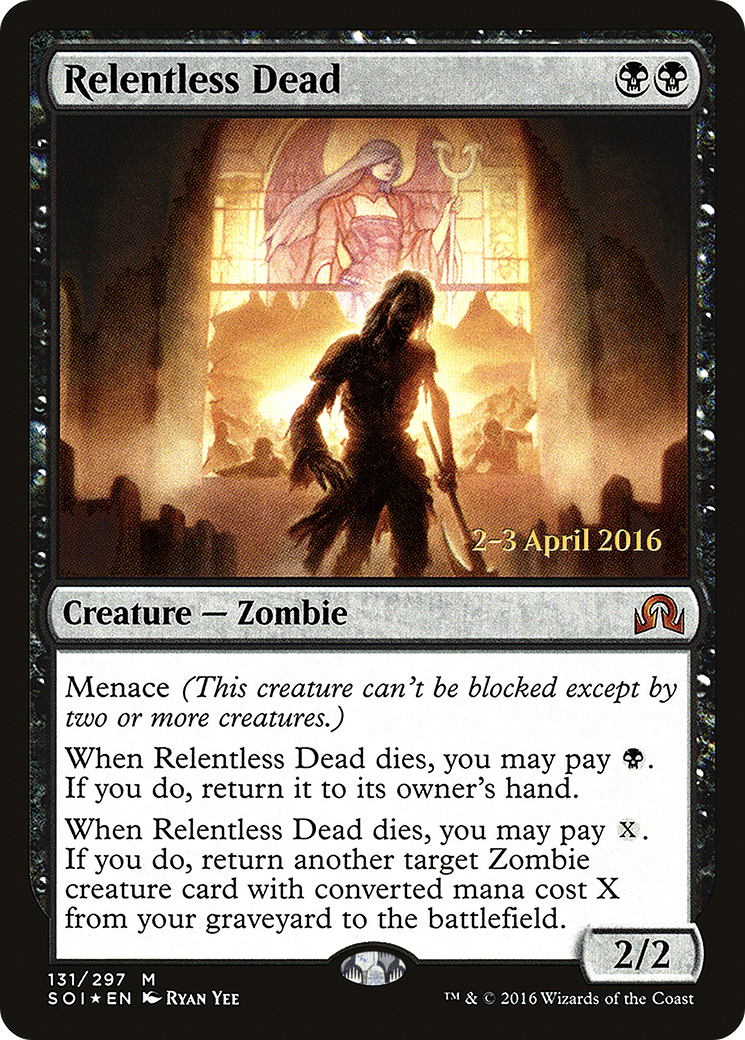 Relentless Dead
2–3 April 2016
Creature — Zombie
Menace (This creature can't be blocked except by
two or more creatures.)
When Relentless Dead dies, you may pay .
If you do, return it to its owner's hand.
When Relentless Dead dies, you may pay X.
If you do, return another target Zombie
creature card with converted mana cost X
from your graveyard to the battlefield.
2/2
131/297 M
SOI★EN Ryan Yee
™ & © 2016 Wizards of the Coast